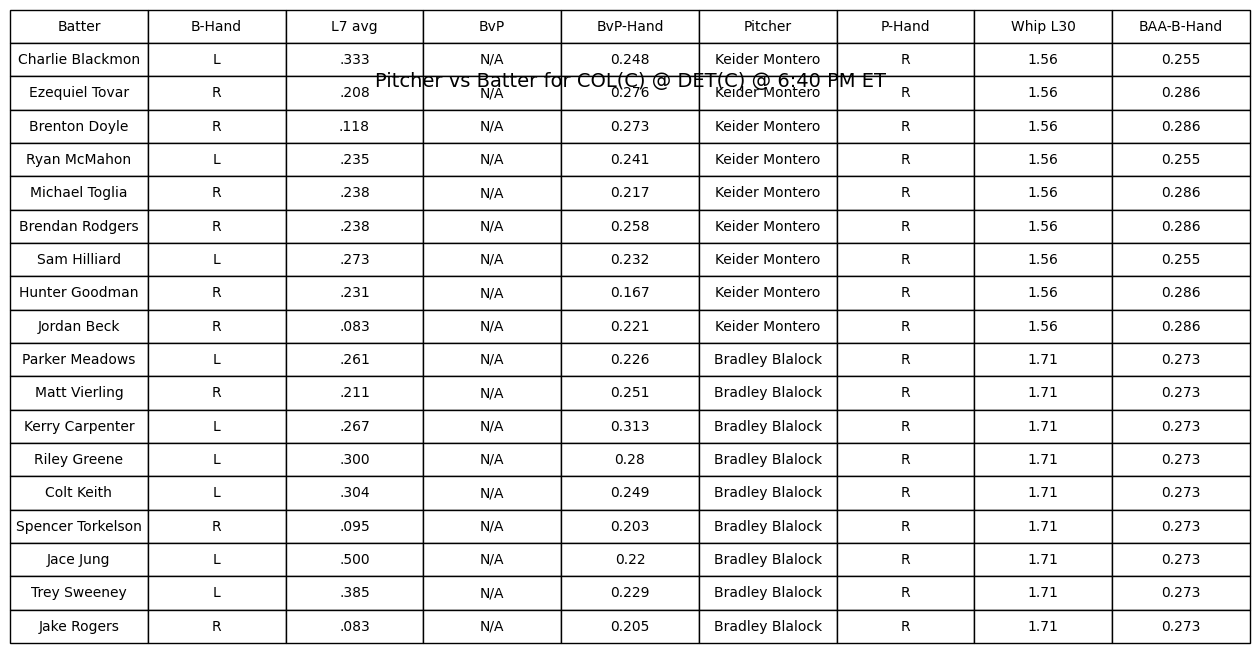 Batter B-Hand L7 avg BvP BvP-Hand Pitcher P-Hand Whip L30 BAA-B-Hand
Charlie Blackmon L .333 N/A 0.248 Keider Montero R 1.56 0.255
Pitcher vs Batter for COL(C) @ DET(C) @ 6:40 PM ET
Ezequiel Tovar R .208 N/A 0.276 Keider Montero R 1.56 0.286
Brenton Doyle R .118 N/A 0.273 Keider Montero R 1.56 0.286
Ryan McMahon L .235 N/A 0.241 Keider Montero R 1.56 0.255
Michael Toglia R .238 N/A 0.217 Keider Montero R 1.56 0.286
Brendan Rodgers R .238 N/A 0.258 Keider Montero R 1.56 0.286
Sam Hilliard L .273 N/A 0.232 Keider Montero R 1.56 0.255
Hunter Goodman R .231 N/A 0.167 Keider Montero R 1.56 0.286
Jordan Beck R .083 N/A 0.221 Keider Montero R 1.56 0.286
Parker Meadows L .261 N/A 0.226 Bradley Blalock R 1.71 0.273
Matt Vierling R .211 N/A 0.251 Bradley Blalock R 1.71 0.273
Kerry Carpenter L .267 N/A 0.313 Bradley Blalock R 1.71 0.273
Riley Greene L .300 N/A 0.28 Bradley Blalock R 1.71 0.273
Colt Keith L .304 N/A 0.249 Bradley Blalock R 1.71 0.273
Spencer Torkelson R .095 N/A 0.203 Bradley Blalock R 1.71 0.273
Jace Jung L .500 N/A 0.22 Bradley Blalock R 1.71 0.273
Trey Sweeney L .385 N/A 0.229 Bradley Blalock R 1.71 0.273
Jake Rogers R .083 N/A 0.205 Bradley Blalock R 1.71 0.273